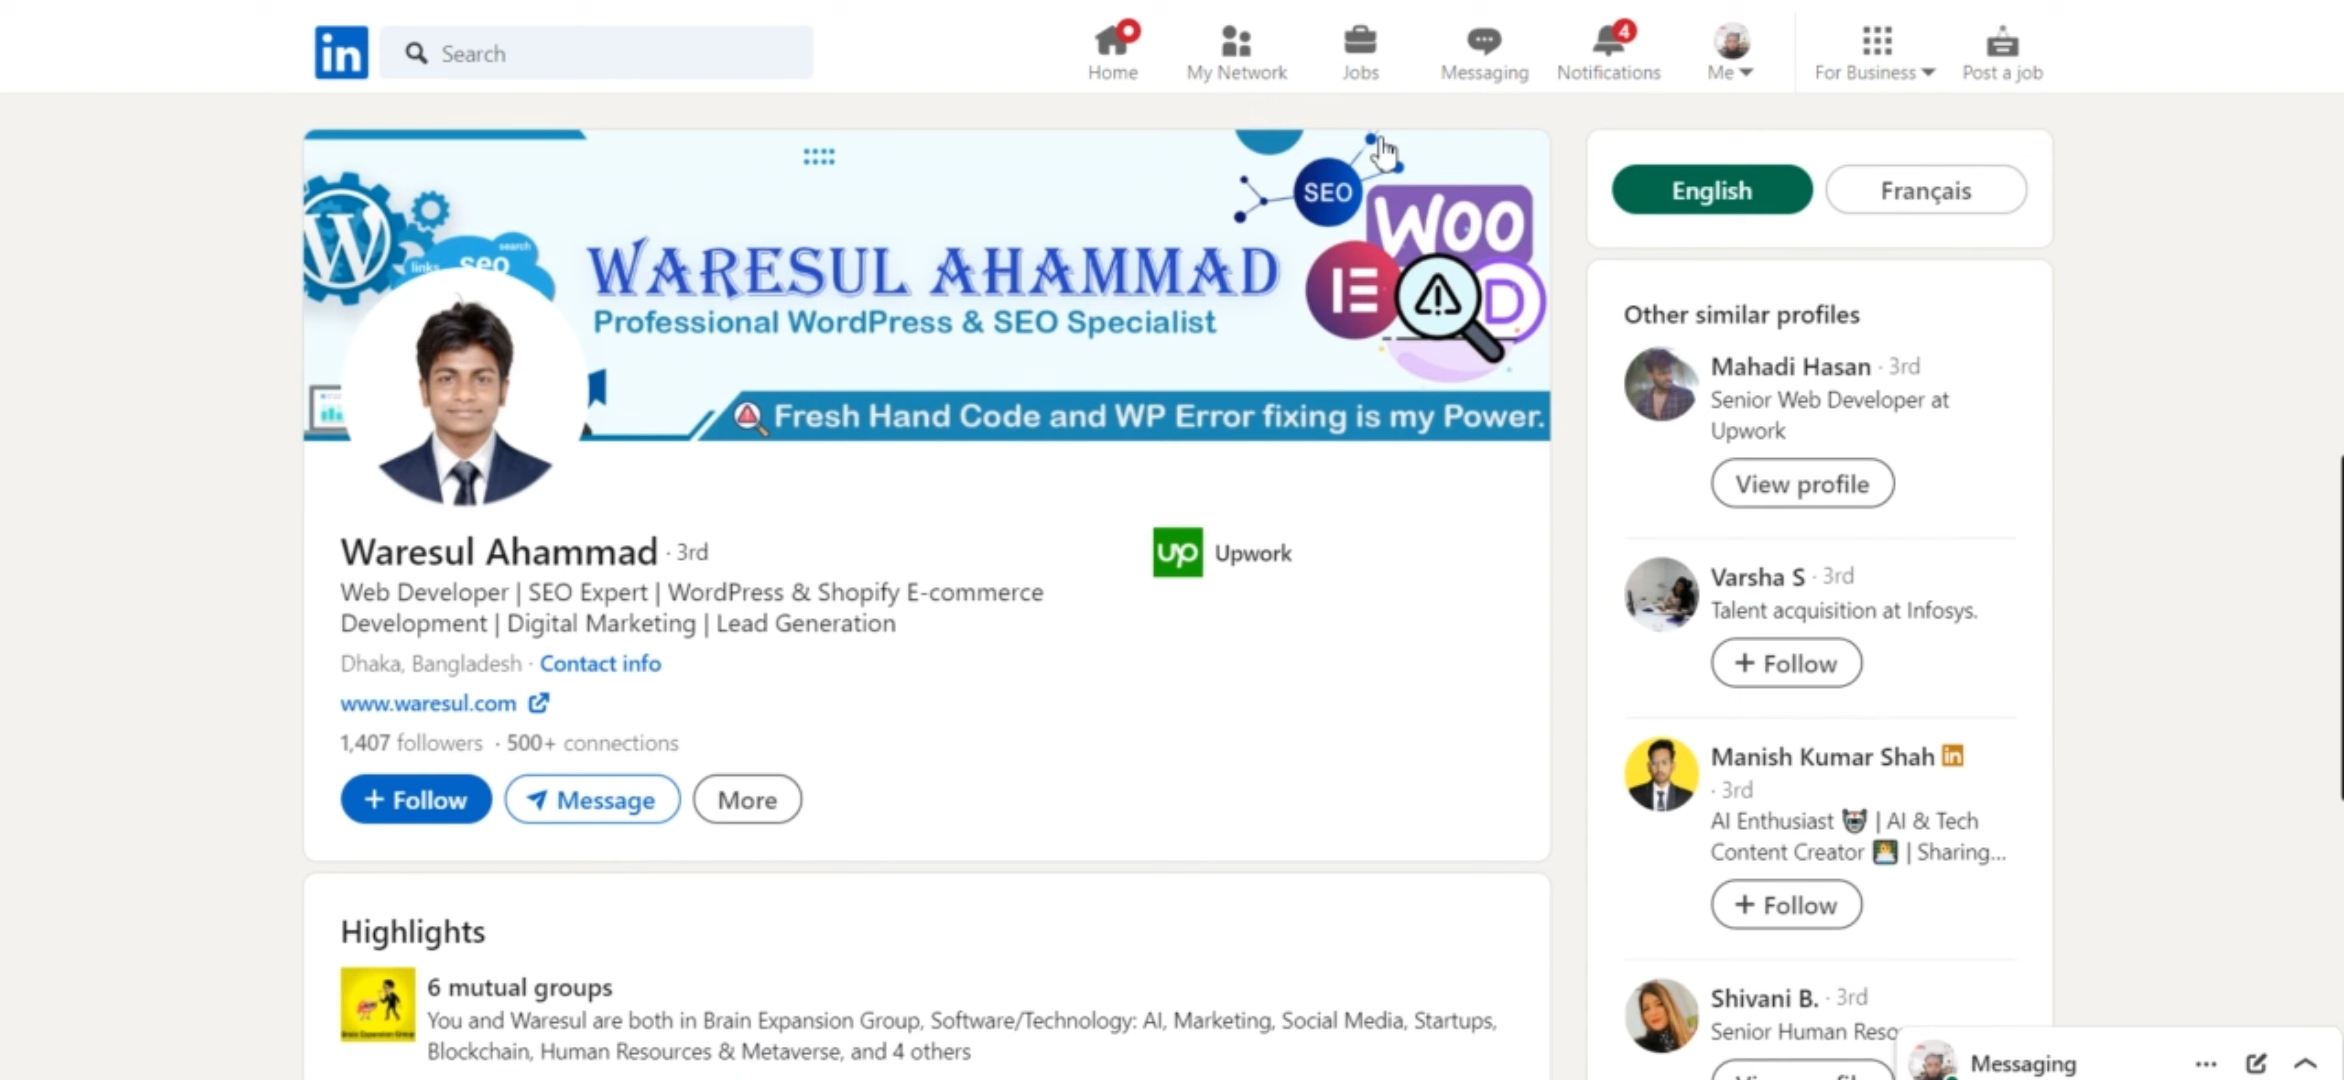 in
Search
Home
My Network
Jobs
Messaging
4
Notifications
Me
For Business
Post a job
search
links
seo
WARESUL AHAMMAD
Professional WordPress & SEO Specialist
SEO
WOO
D
Fresh Hand Code and WP Error fixing is my Power.
Waresul Ahammad · 3rd
Web Developer | SEO Expert | WordPress & Shopify E-commerce
Development | Digital Marketing | Lead Generation
Dhaka, Bangladesh · Contact info
www.waresul.com
1,407 followers · 500+ connections
+ Follow
Message
More
up Upwork
Highlights
6 mutual groups
You and Waresul are both in Brain Expansion Group, Software/Technology: AI, Marketing, Social Media, Startups,
Blockchain, Human Resources & Metaverse, and 4 others
English
Français
Other similar profiles
Mahadi Hasan · 3rd
Senior Web Developer at
Upwork
View profile
Varsha S · 3rd
Talent acquisition at Infosys.
+ Follow
Manish Kumar Shah in
· 3rd
AI Enthusiast 🤖 | AI & Tech
Content Creator 👨‍💻 | Sharing...
+ Follow
Shivani B. · 3rd
Senior Human
Messaging